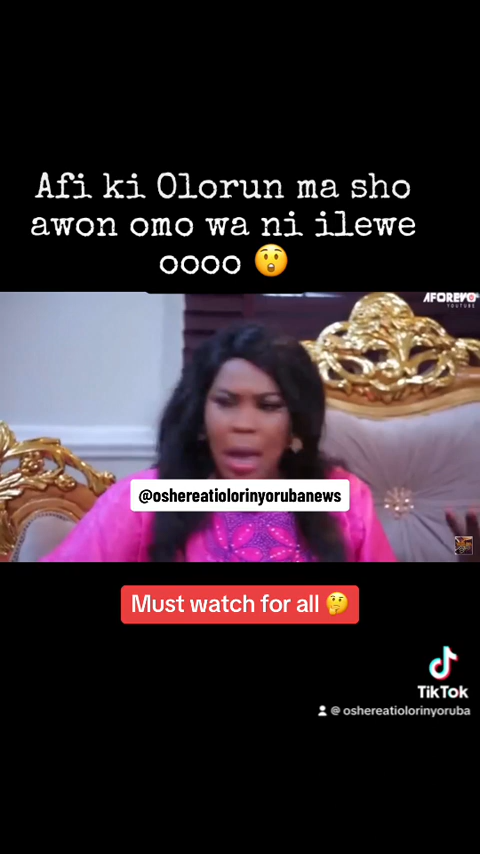 Afi ki Olorun ma sho
awon omo wa ni ilewe
oooo 😲
AFOREVO
YOUTUBE
@oshereatiolorinyorubanews
Must watch for all 🤔
TikTok
@ oshereatiolorinyoruba